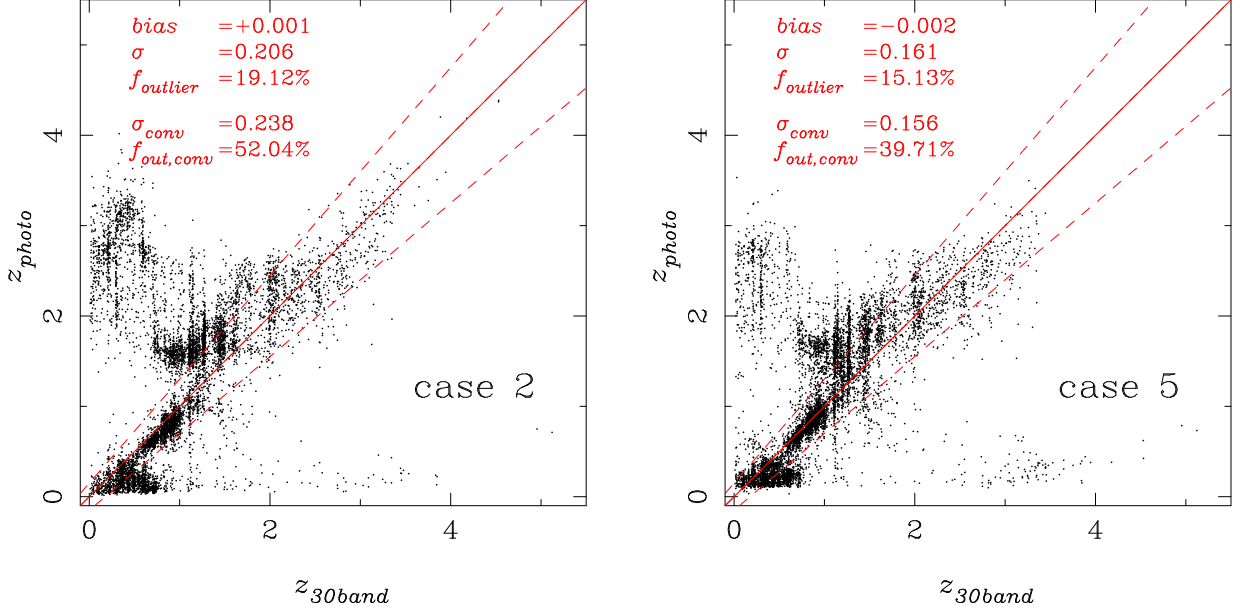 bias =+0.001
σ =0.206
f_outlier =19.12%
σ_conv =0.238
f_out,conv =52.04%
case 2
z_photo
0
2
4
0 2 4
z_30band
bias =−0.002
σ =0.161
f_outlier =15.13%
σ_conv =0.156
f_out,conv =39.71%
case 5
z_photo
0
2
4
0 2 4
z_30band